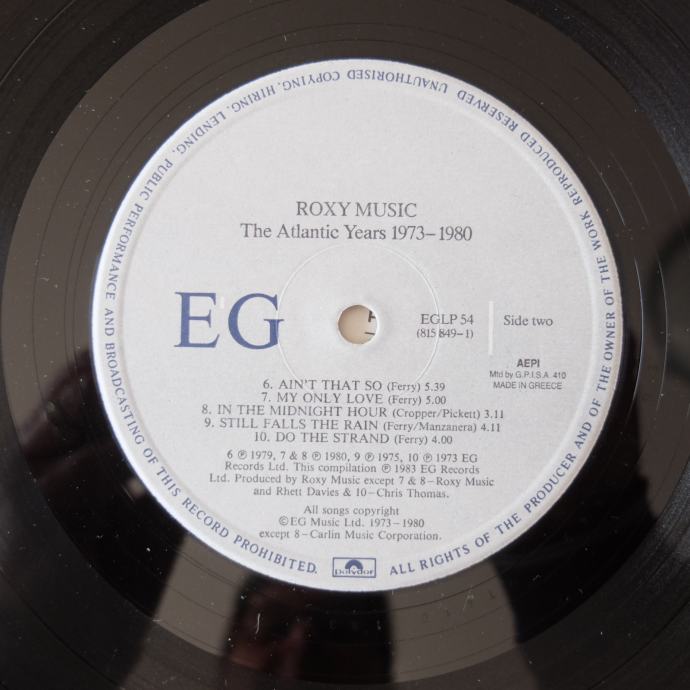 ROXY MUSIC
The Atlantic Years 1973–1980
EG
EGLP 54
(815 849–1)
Side two
AEPI
Mtd by G.P.I.S.A. 410
MADE IN GREECE
6. AIN'T THAT SO (Ferry) 5.39
7. MY ONLY LOVE (Ferry) 5.00
8. IN THE MIDNIGHT HOUR (Cropper/Pickett) 3.11
9. STILL FALLS THE RAIN (Ferry/Manzanera) 4.11
10. DO THE STRAND (Ferry) 4.00
6 ℗ 1979, 7 & 8 ℗ 1980, 9 ℗ 1975, 10 ℗ 1973 EG
Records Ltd. This compilation ℗ 1983 EG Records
Ltd. Produced by Roxy Music except 7 & 8–Roxy Music
and Rhett Davies & 10–Chris Thomas.
All songs copyright
© EG Music Ltd. 1973–1980
except 8–Carlin Music Corporation.
polydor
ALL RIGHTS OF THE PRODUCER AND OF THE OWNER OF THE WORK REPRODUCED RESERVED UNAUTHORISED COPYING, HIRING, LENDING, PUBLIC PERFORMANCE AND BROADCASTING OF THIS RECORD PROHIBITED.